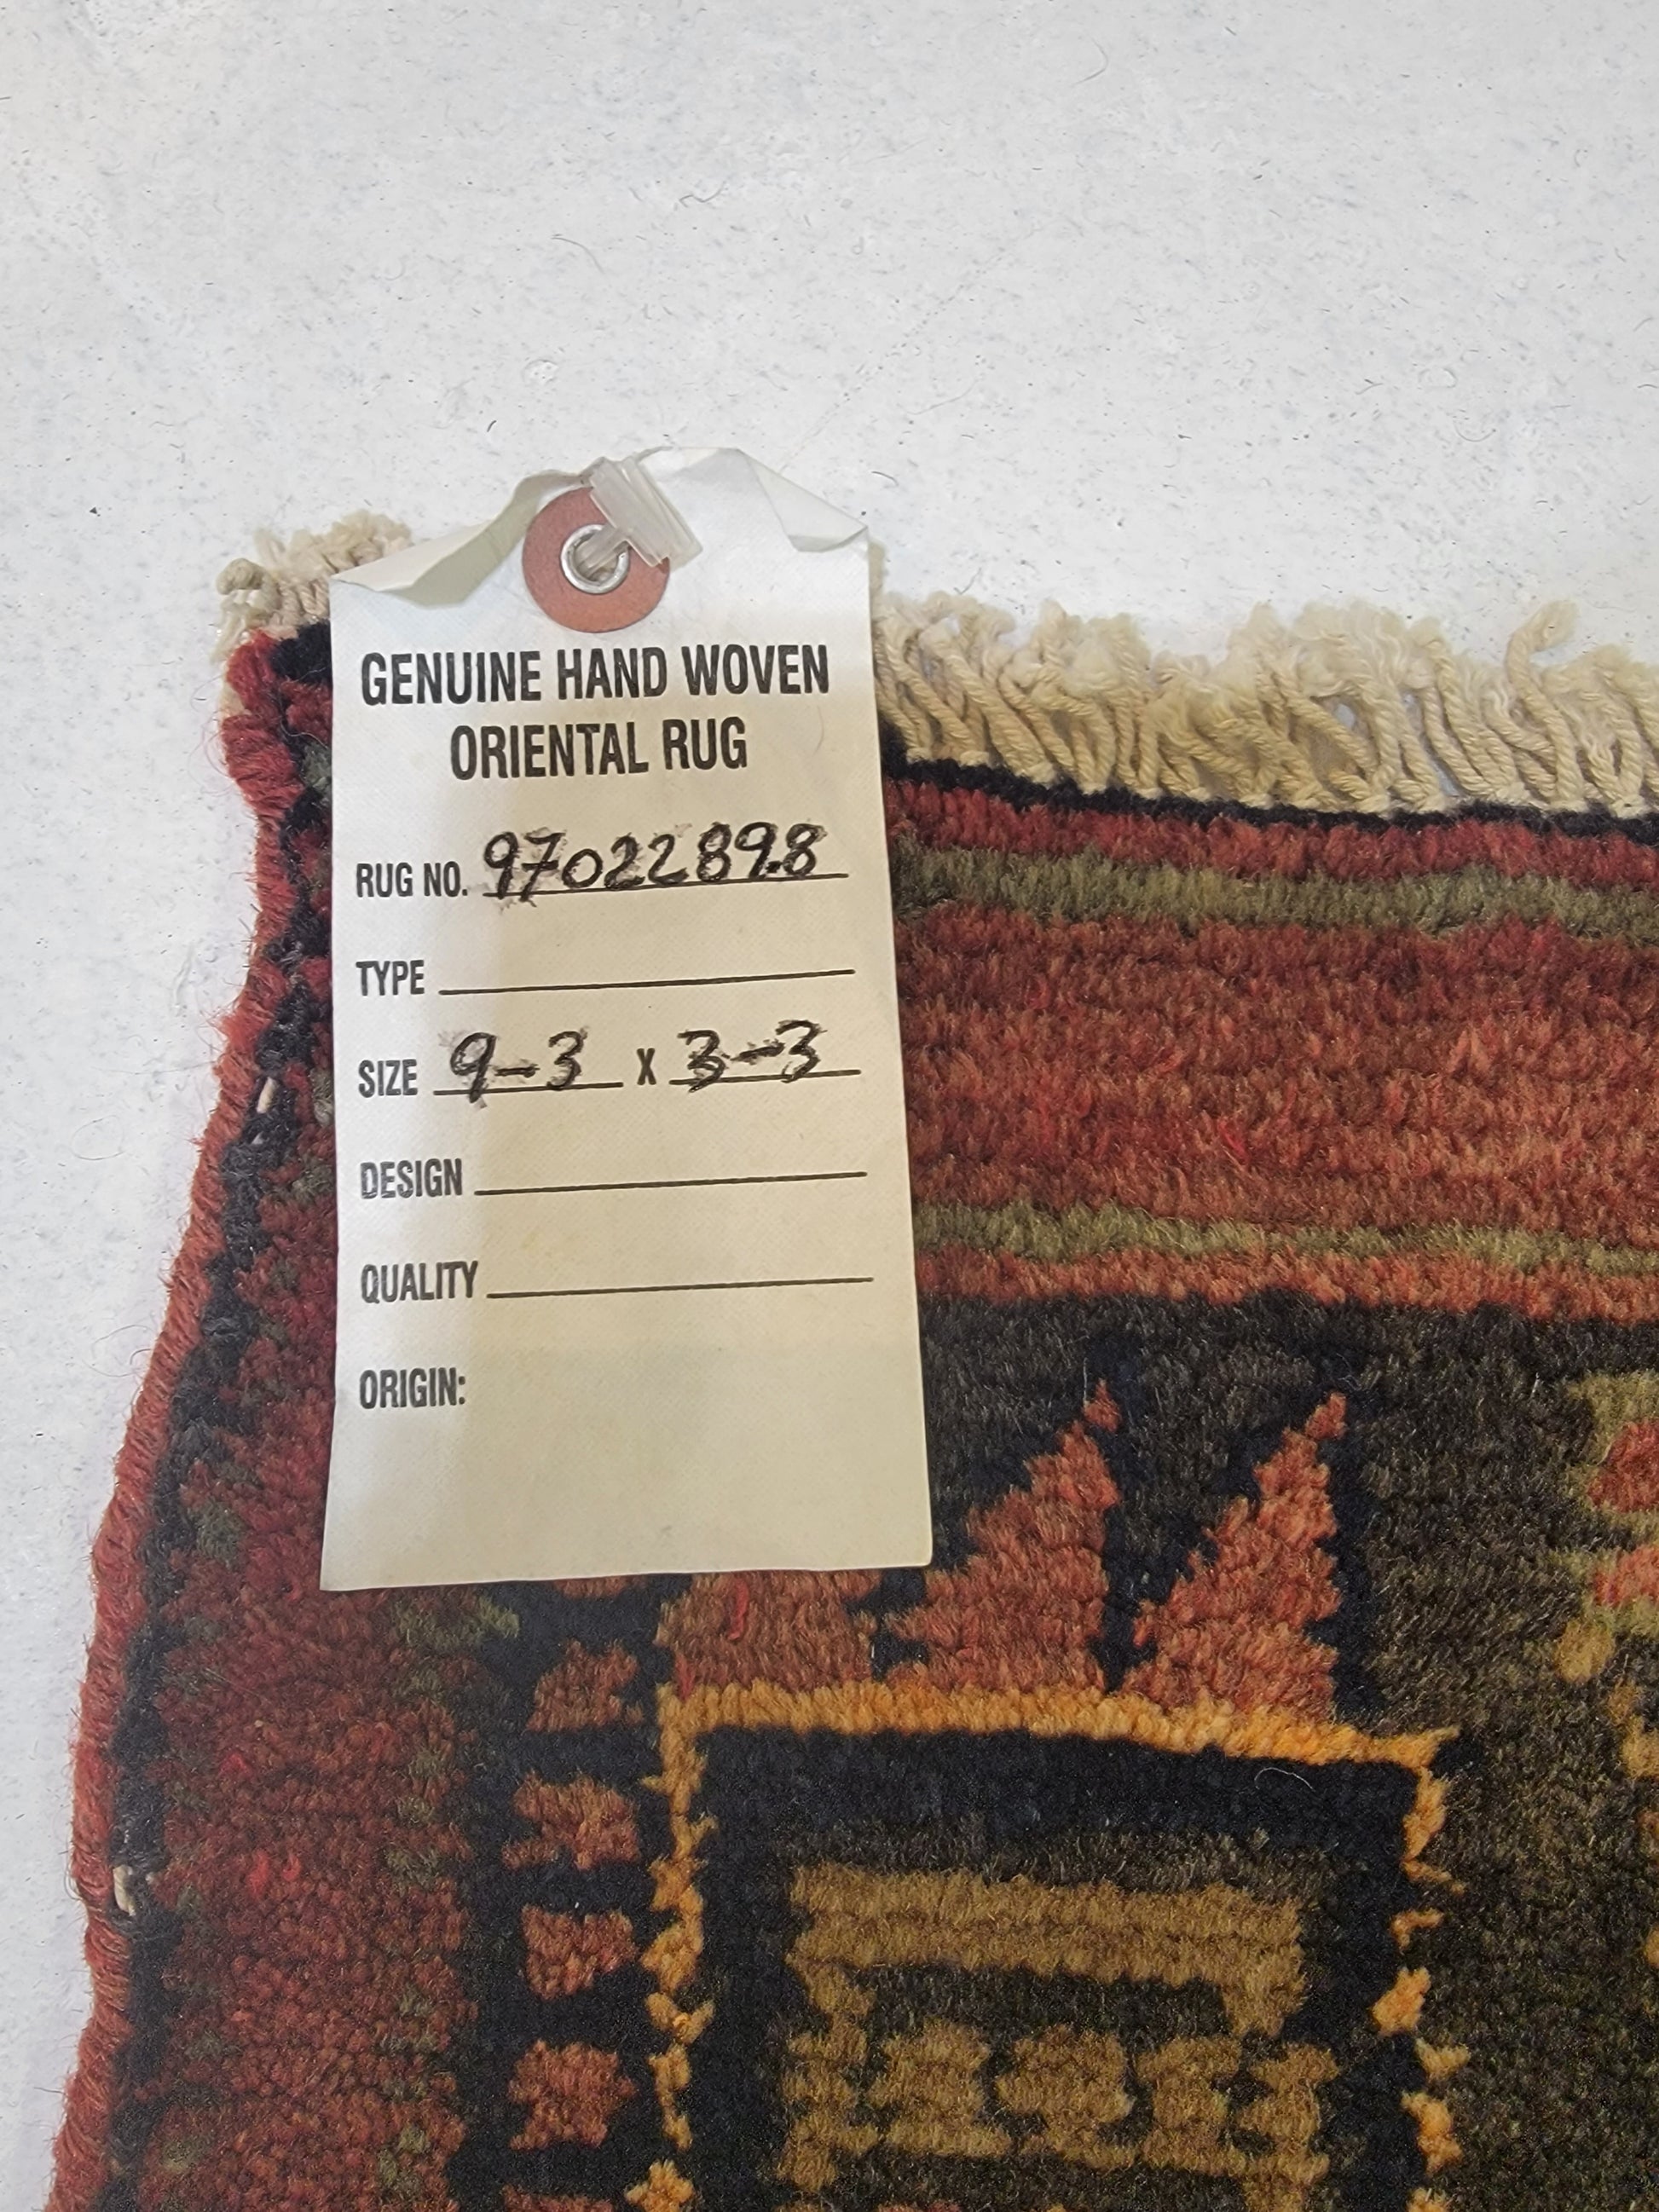 GENUINE HAND WOVEN
ORIENTAL RUG
RUG NO. 97022898
TYPE
SIZE 9-3 X 3-3
DESIGN
QUALITY
ORIGIN: